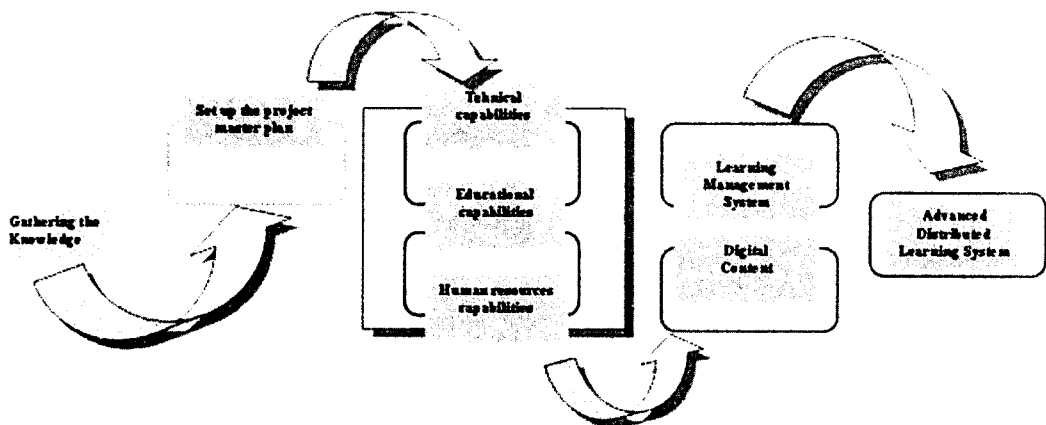 Gathering the
Knowledge
Set up the project
master plan
Tehnical
capabilities
Educational
capabilities
Human resources
capabilities
Learning
Management
System
Digital
Content
Advanced
Distributed
Learning System